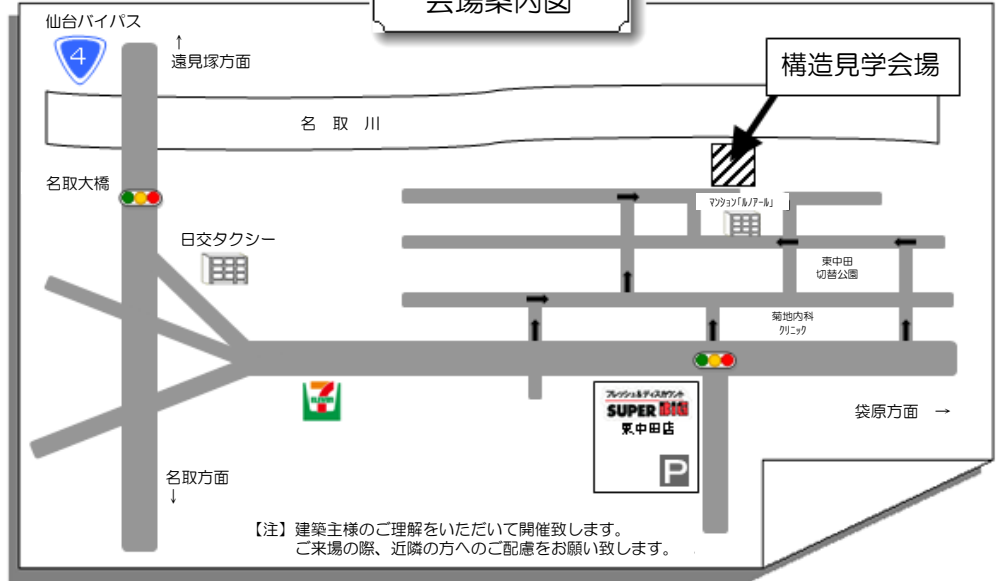 会場案内図
仙台バイパス
4
↑
遠見塚方面
構造見学会場
名取川
名取大橋
マンション「ルノアール」
日交タクシー
東中田
切替公園
菊地内科
クリニック
ELEVEN
フレッシュ&ディスカウント
SUPER BIG
東中田店
P
袋原方面 →
名取方面
↓
【注】建築主様のご理解をいただいて開催致します。
ご来場の際、近隣の方へのご配慮をお願い致します。